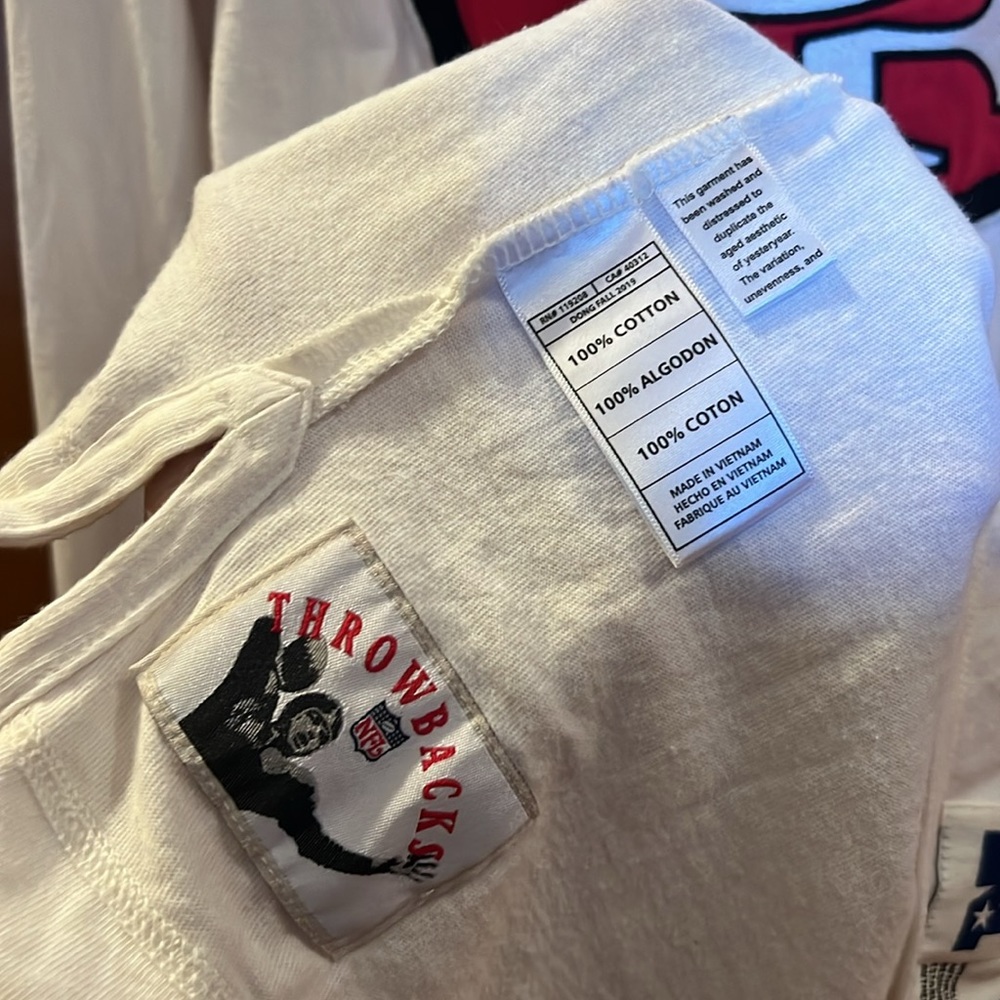 This garment has
been washed and
distressed to
duplicate the
aged aesthetic
of yesteryear.
The variation,
unevenness, and
RN# 119208 CA# 40312
DONG FALL 2019
100% COTTON
100% ALGODON
100% COTON
MADE IN VIETNAM
HECHO EN VIETNAM
FABRIQUE AU VIETNAM
THROWBACKS
NFL